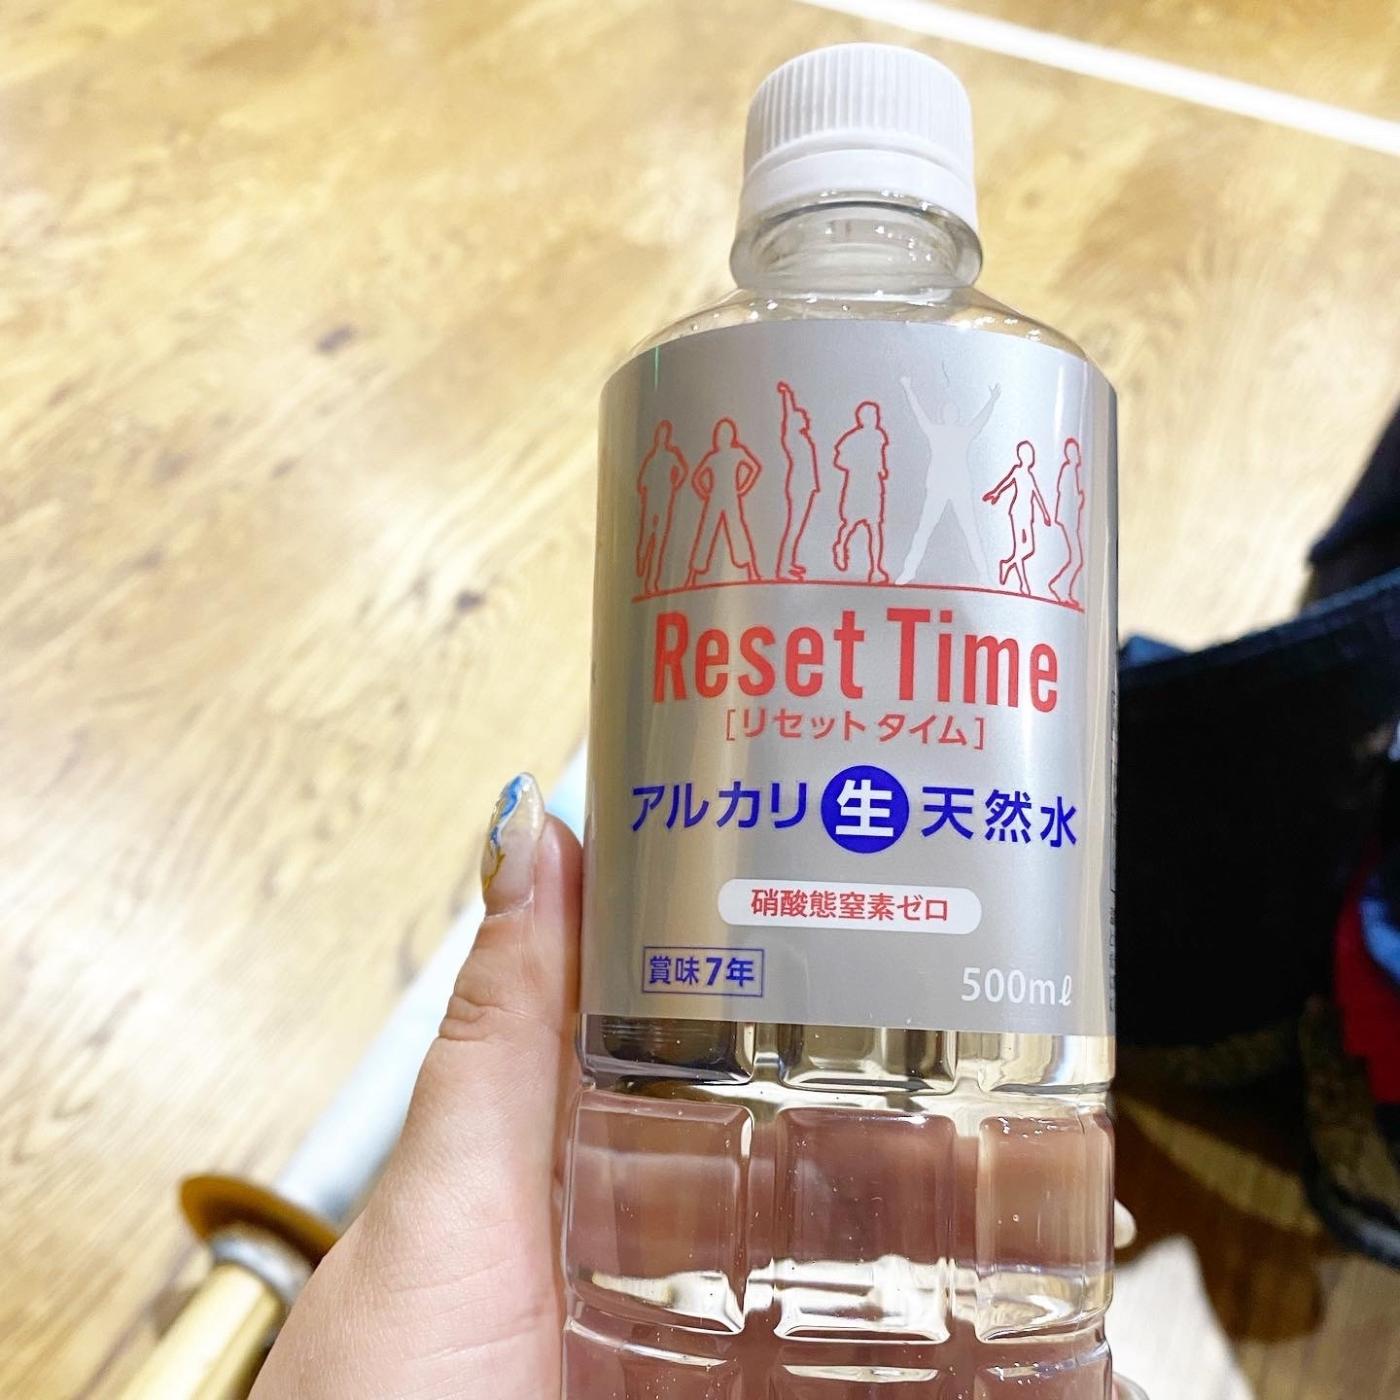 Reset Time
[リセット タイム]
アルカリ生天然水
硝酸態窒素ゼロ
賞味7年
500mℓ